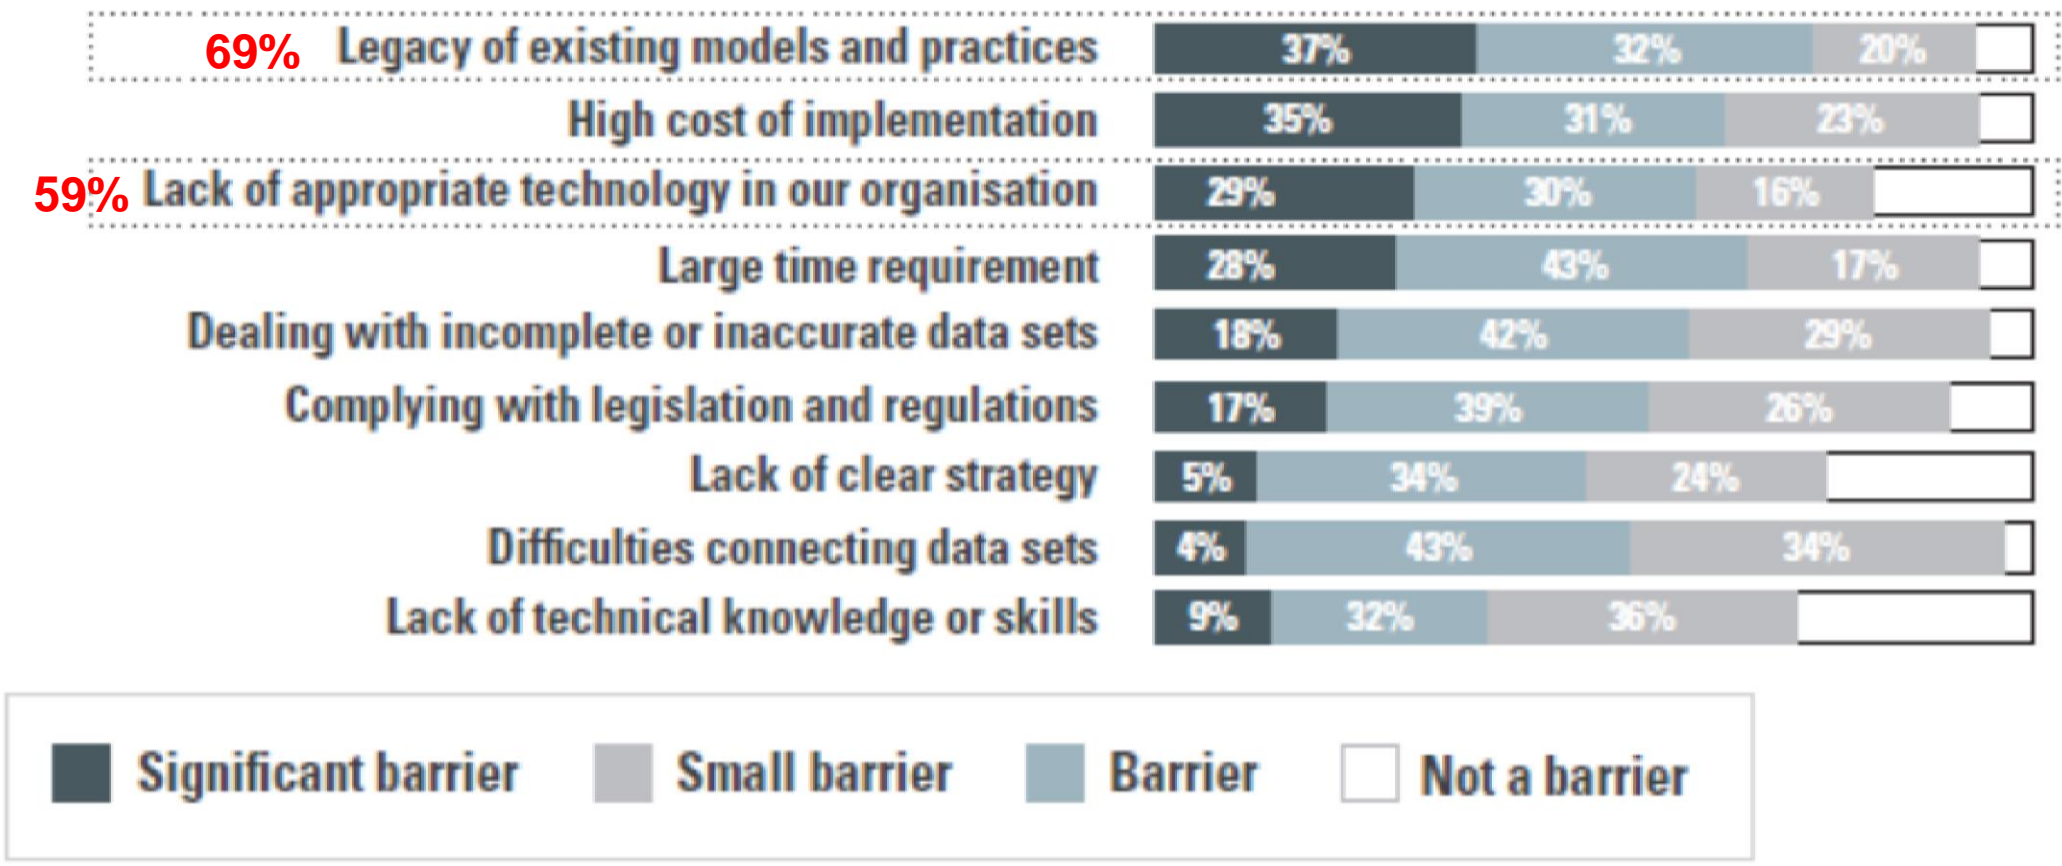 69% Legacy of existing models and practices 37% 32% 20%
High cost of implementation 35% 31% 23%
59% Lack of appropriate technology in our organisation 29% 30% 16%
Large time requirement 28% 43% 17%
Dealing with incomplete or inaccurate data sets 18% 42% 29%
Complying with legislation and regulations 17% 39% 26%
Lack of clear strategy 5% 34% 24%
Difficulties connecting data sets 4% 43% 34%
Lack of technical knowledge or skills 9% 32% 36%
Significant barrier Small barrier Barrier Not a barrier